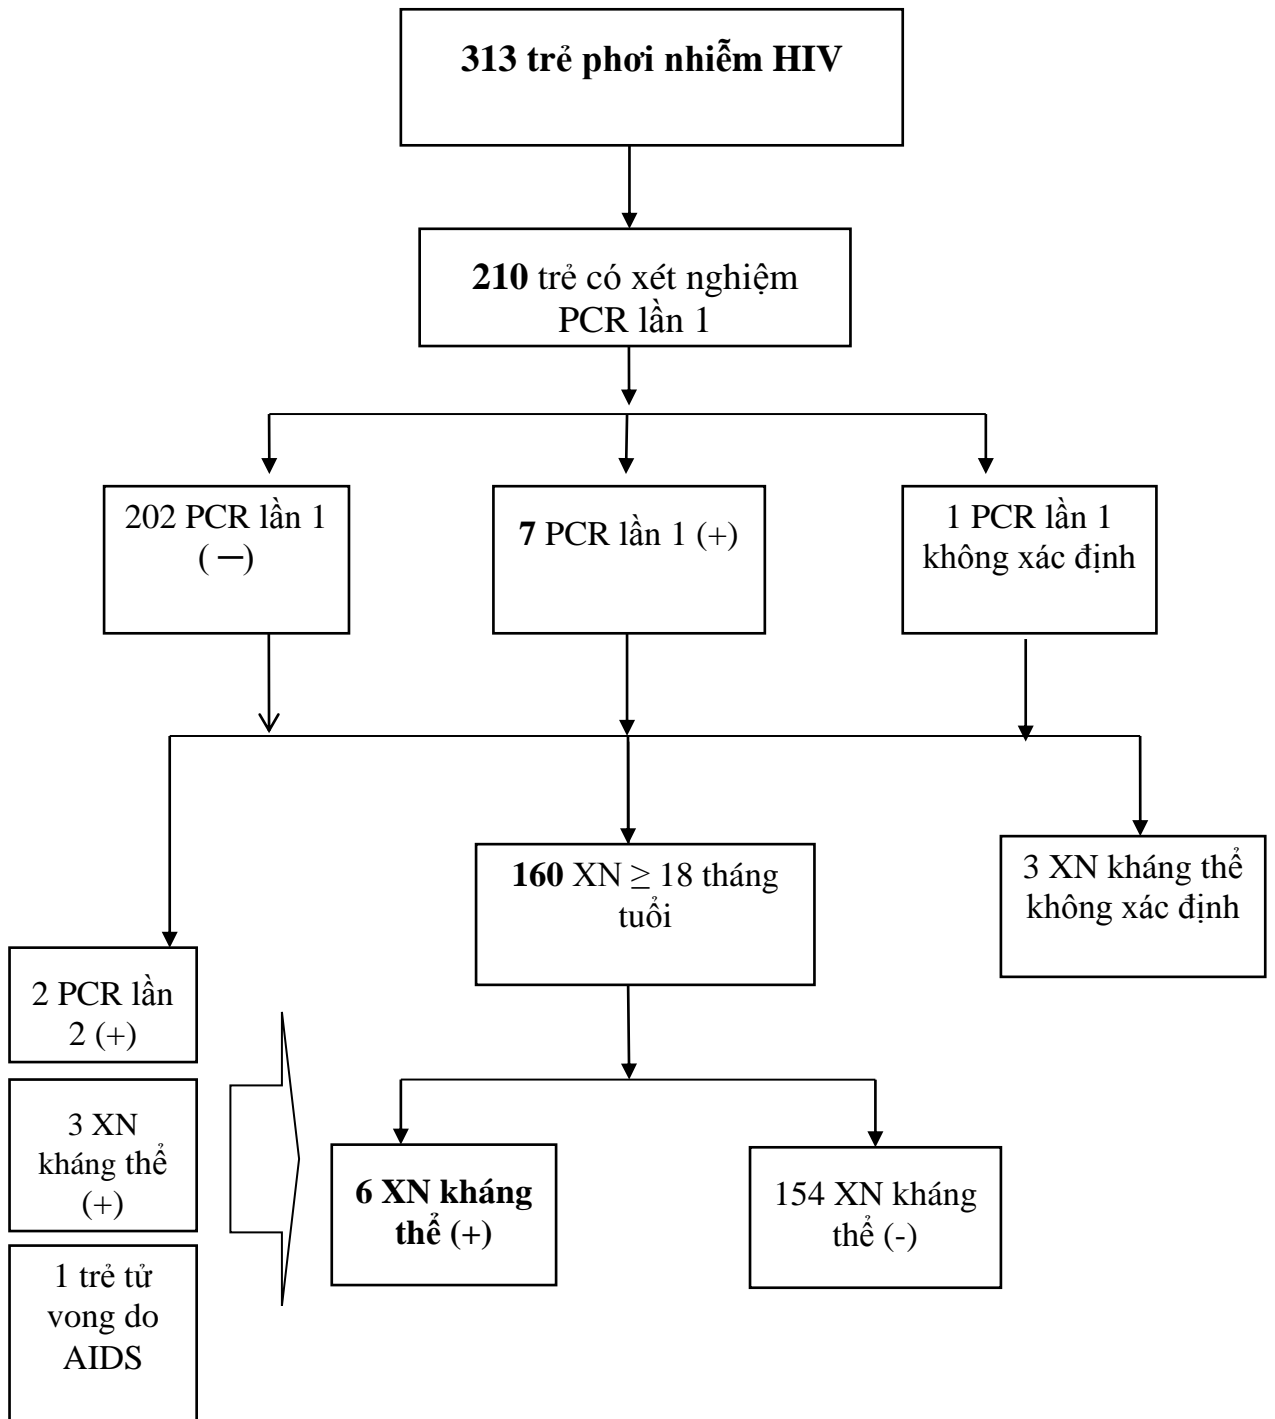 313 trẻ phơi nhiễm HIV
210 trẻ có xét nghiệm
PCR lần 1
202 PCR lần 1
( ─)
7 PCR lần 1 (+)
1 PCR lần 1
không xác định
160 XN ≥ 18 tháng
tuổi
3 XN kháng thể
không xác định
2 PCR lần
2 (+)
3 XN
kháng thể
(+)
1 trẻ tử
vong do
AIDS
6 XN kháng
thể (+)
154 XN kháng
thể (-)